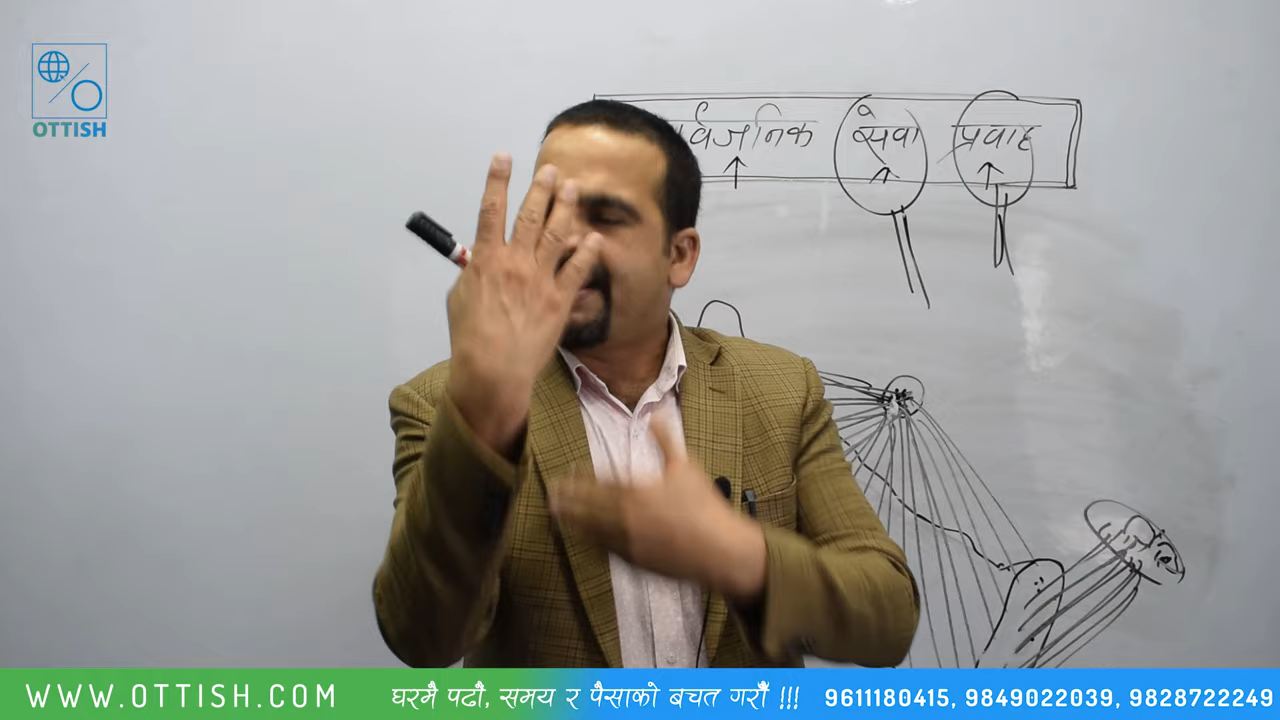 OTTISH
र्वजनिक सेवा प्रवाह
WWW.OTTISH.COM घरमै पढौं, समय र पैसाको बचत गरौं !!! 9611180415, 9849022039, 9828722249